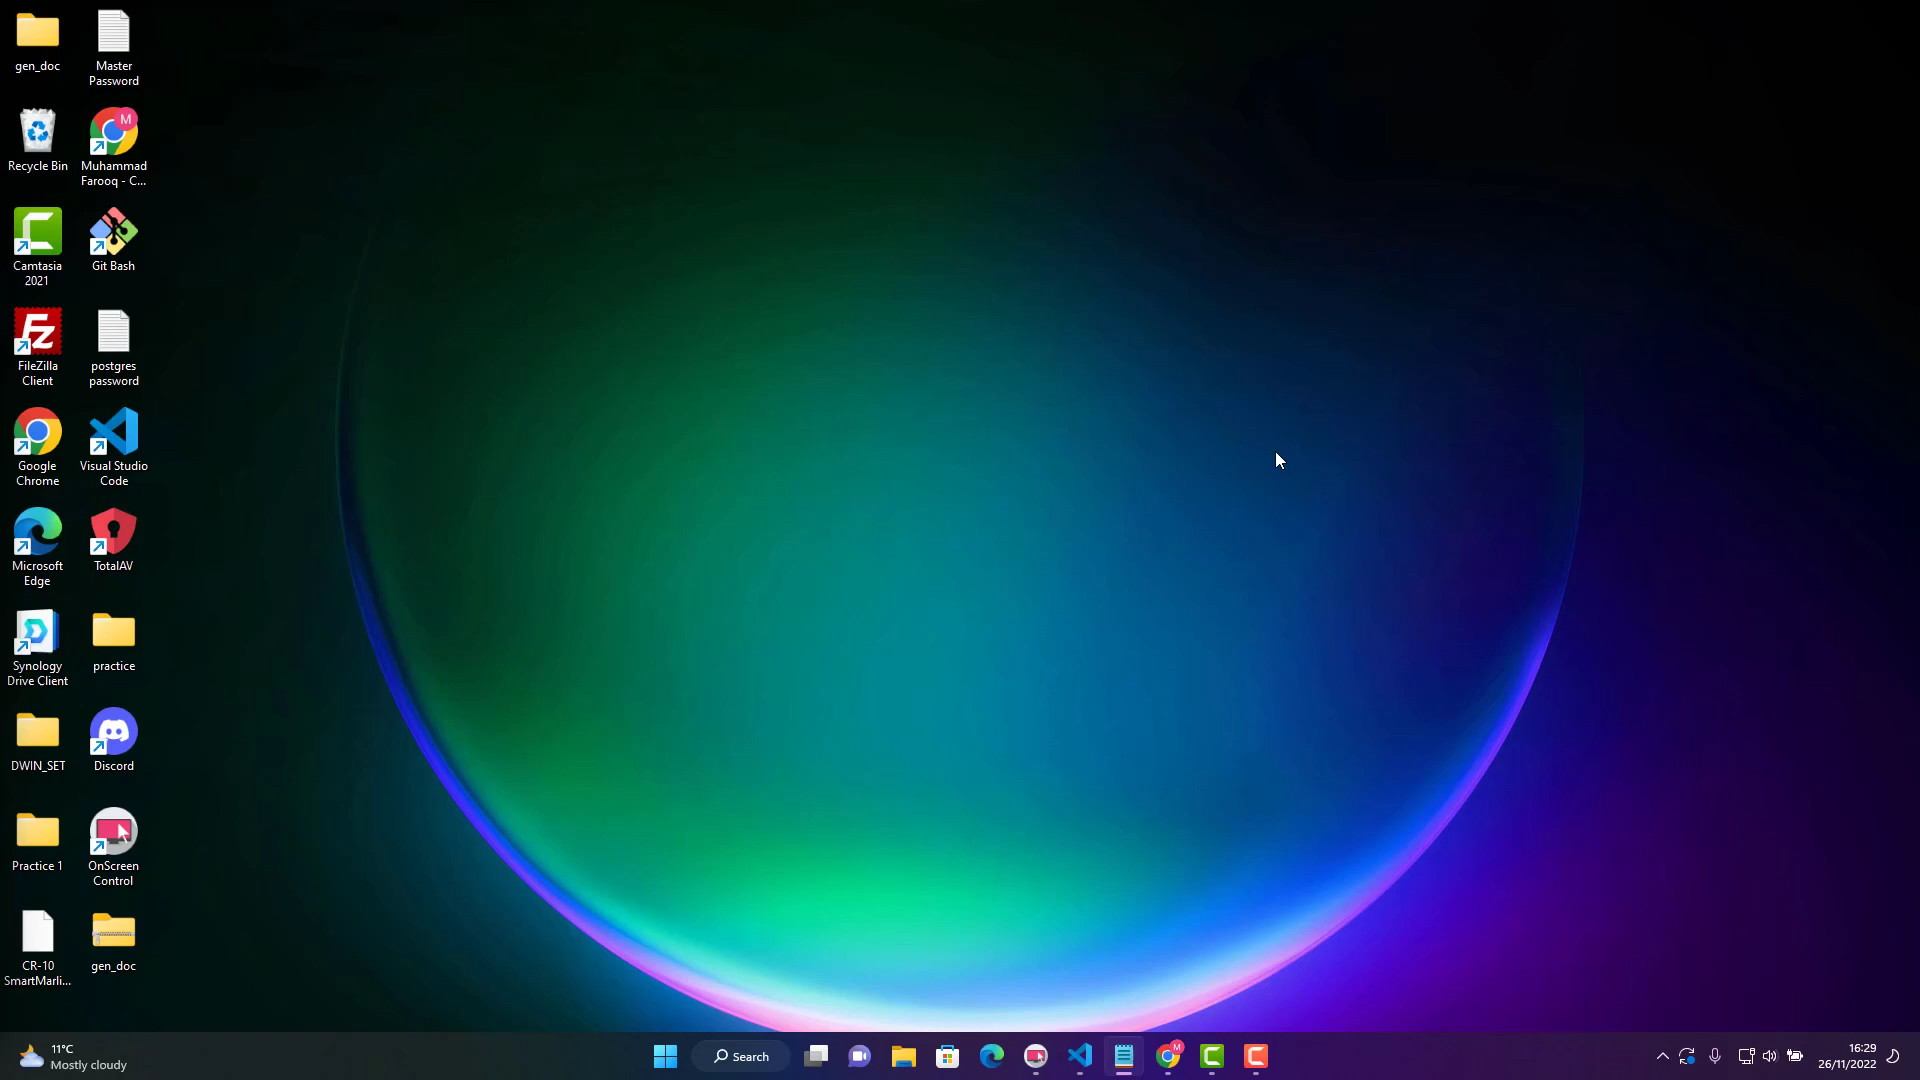 gen_doc
Master
Password
Recycle Bin
M
Muhammad
Farooq - C...
Camtasia
2021
Git Bash
FileZilla
Client
postgres
password
Google
Chrome
Visual Studio
Code
Microsoft
Edge
TotalAV
Synology
Drive Client
practice
DWIN_SET
Discord
Practice 1
OnScreen
Control
CR-10
SmartMarli...
gen_doc
11°C
Mostly cloudy
Search
M
16:29
26/11/2022